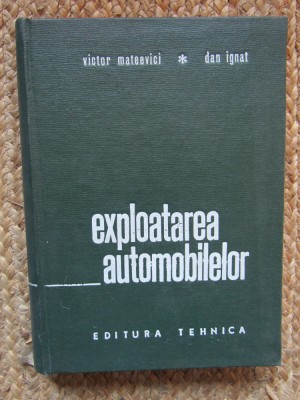 victor mateevici * dan ignat
exploatarea
automobilelor
EDITURA TEHNICA